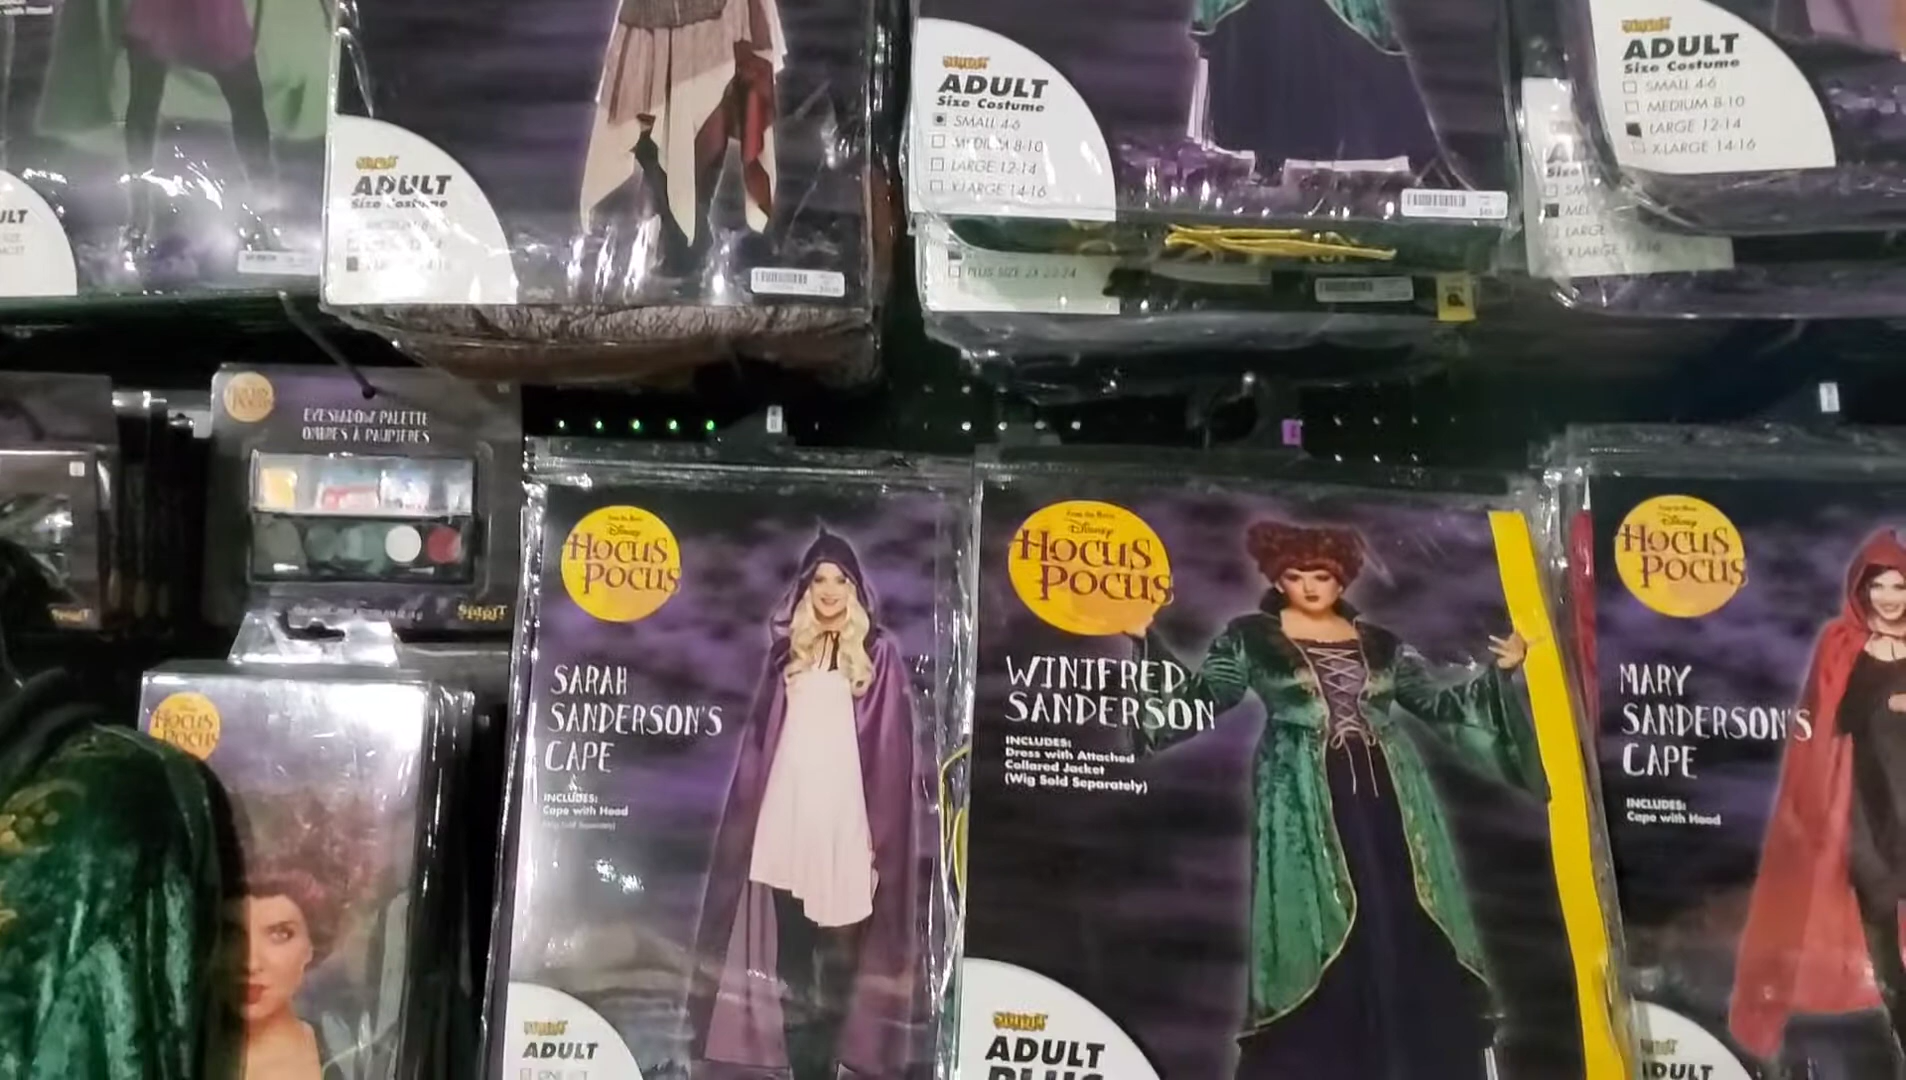 SPIRIT
ADULT
Size Costume
SPIRIT
ADULT
Size Costume
SMALL 4-6
MEDIUM 8-10
LARGE 12-14
X-LARGE 14-16
PLUS SIZE 2X 22-24
SPIRIT
ADULT
Size Costume
SMALL 4-6
MEDIUM 8-10
LARGE 12-14
X-LARGE 14-16
HOCUS
POCUS
EYESHADOW PALETTE
OMBRES À PAUPIÈRES
SPIRIT
HOCUS
POCUS
Disney
HOCUS
POCUS
SARAH
SANDERSON'S
CAPE
INCLUDES:
Cape with Hood
SPIRIT
ADULT
Disney
HOCUS
POCUS
WINIFRED
SANDERSON
INCLUDES:
Dress with Attached
Collared Jacket
(Wig Sold Separately)
SPIRIT
ADULT
PLUS
Disney
HOCUS
POCUS
MARY
SANDERSON'S
CAPE
INCLUDES:
Cape with Hood